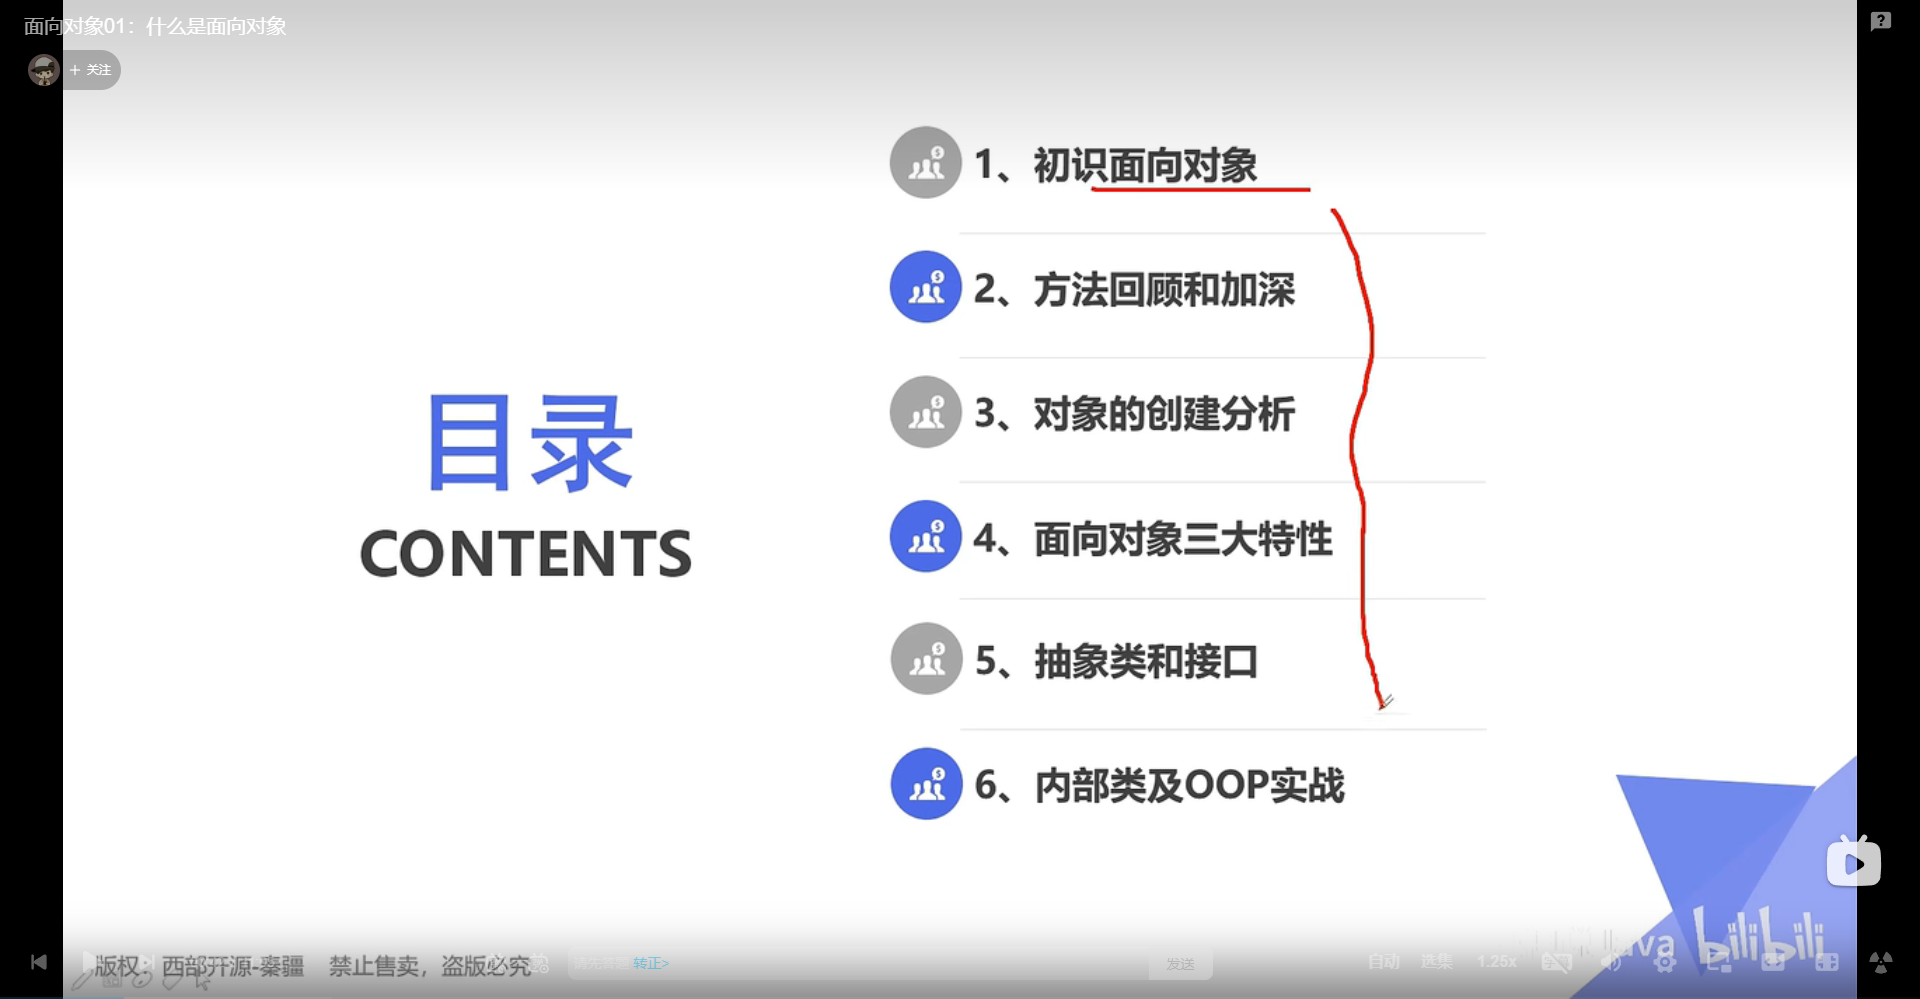 面向对象01：什么是面向对象
+ 关注
1、初识面向对象
2、方法回顾和加深
3、对象的创建分析
4、面向对象三大特性
5、抽象类和接口
6、内部类及OOP实战
目录
CONTENTS
版权：西部开源-秦疆 禁止售卖，盗版必究
请先答题 转正>
发送
自动
选集
1.25x
bilibili